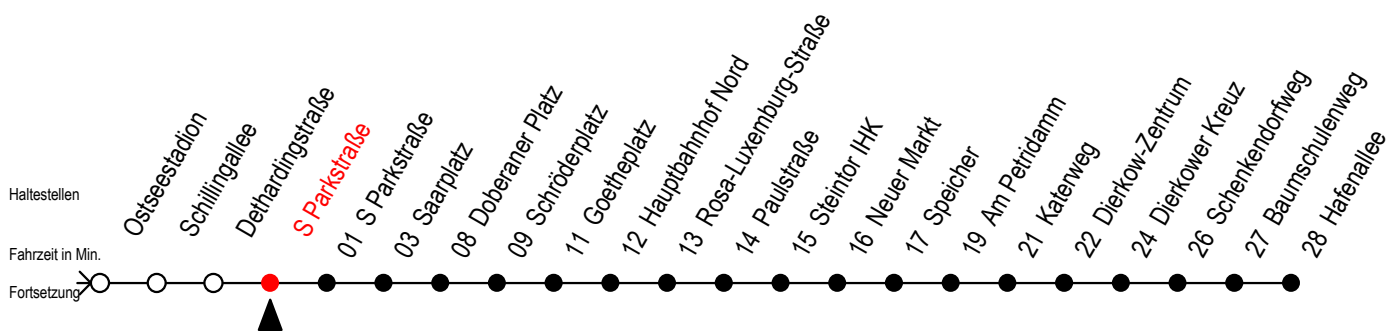 Haltestellen
Fahrzeit in Min.
Fortsetzung
Ostseestadion
Schillingallee
Dethardingstraße
S Parkstraße
01 S Parkstraße
03 Saarplatz
08 Doberaner Platz
09 Schröderplatz
11 Goetheplatz
12 Hauptbahnhof Nord
13 Rosa-Luxemburg-Straße
14 Paulstraße
15 Steintor IHK
16 Neuer Markt
17 Speicher
19 Am Petridamm
21 Katerweg
22 Dierkow-Zentrum
24 Dierkower Kreuz
26 Schenkendorfweg
27 Baumschulenweg
28 Hafenallee